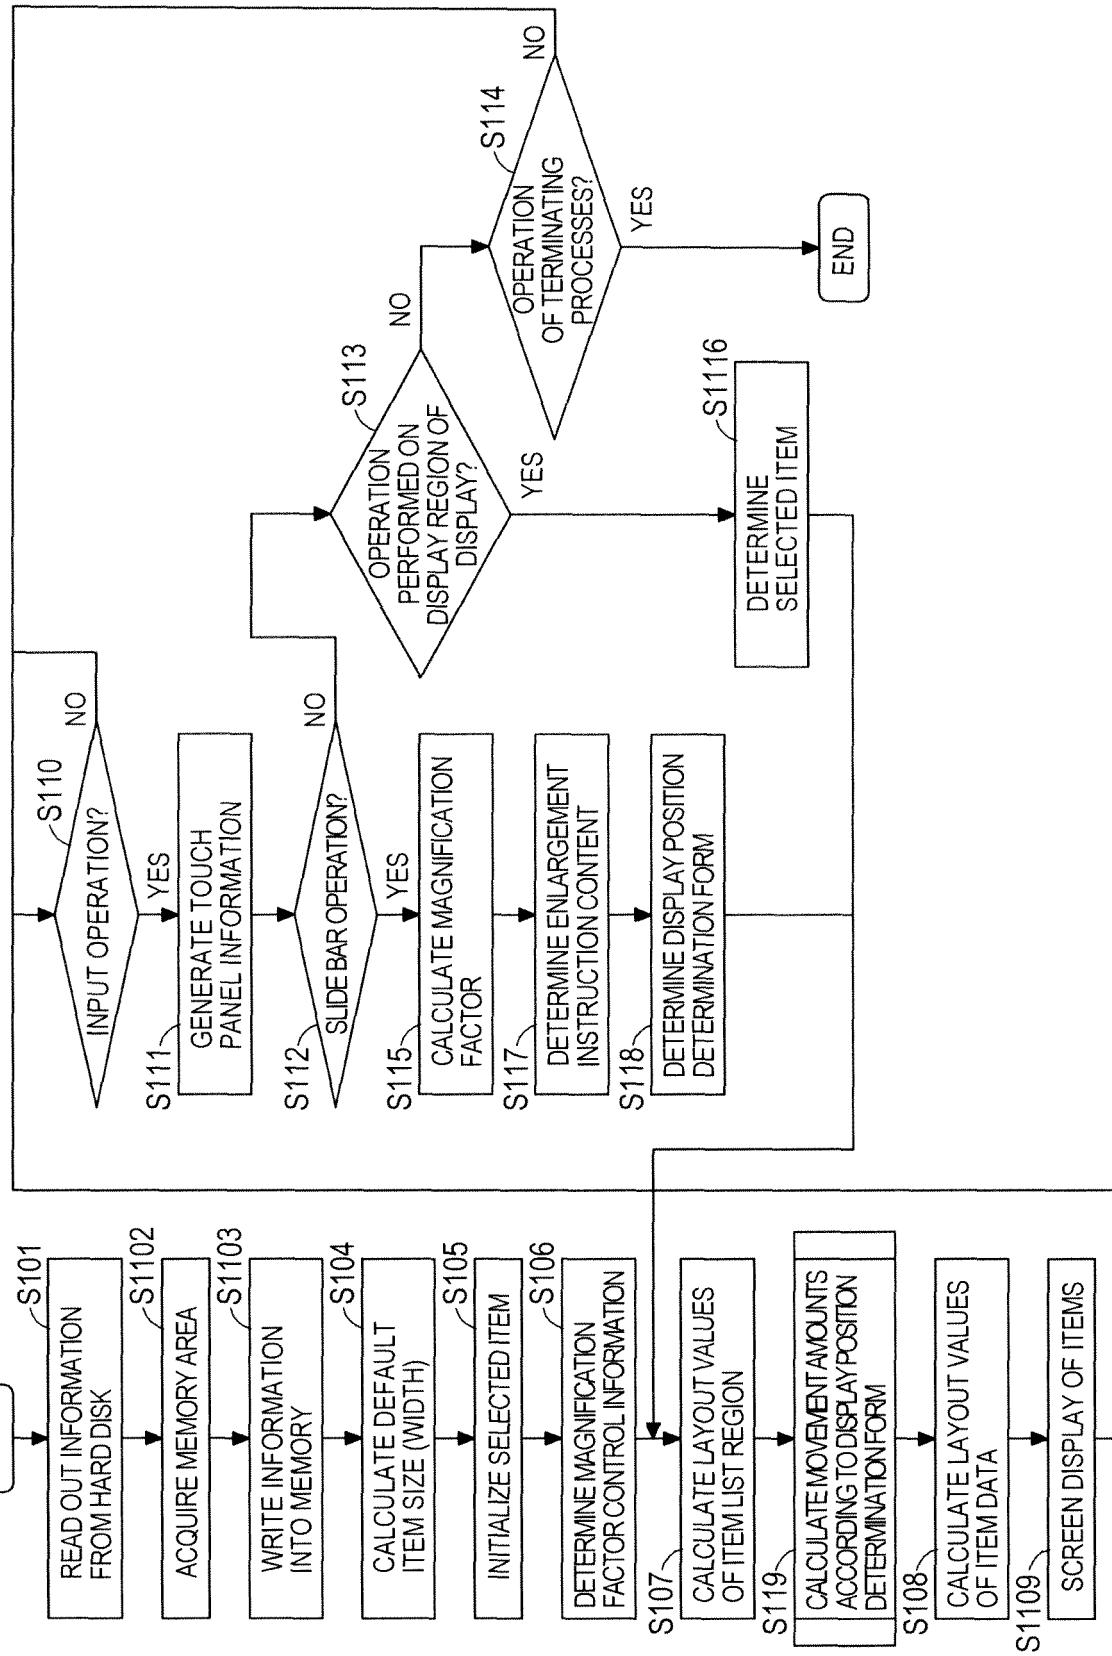 S101
READ OUT INFORMATION
FROM HARD DISK
S1102
ACQUIRE MEMORY AREA
S1103
WRITE INFORMATION
INTO MEMORY
S104
CALCULATE DEFAULT
ITEM SIZE (WIDTH)
S105
INITIALIZE SELECTED ITEM
S106
DETERMINE MAGNIFICATION
FACTOR CONTROL INFORMATION
S107
CALCULATE LAYOUT VALUES
OF ITEM LIST REGION
S119
CALCULATE MOVEMENT AMOUNTS
ACCORDING TO DISPLAY POSITION
DETERMINATION FORM
S108
CALCULATE LAYOUT VALUES
OF ITEM DATA
S1109
SCREEN DISPLAY OF ITEMS
S110
INPUT OPERATION?
NO
YES
S1111
GENERATE TOUCH
PANEL INFORMATION
S112
SLIDE BAR OPERATION?
NO
YES
S115
CALCULATE MAGNIFICATION
FACTOR
S117
DETERMINE ENLARGEMENT
INSTRUCTION CONTENT
S118
DETERMINE DISPLAY POSITION
DETERMINATION FORM
S113
OPERATION
PERFORMED ON
DISPLAY REGION OF
DISPLAY?
NO
YES
S1116
DETERMINE
SELECTED ITEM
S114
OPERATION
OF TERMINATING
PROCESSES?
NO
YES
END